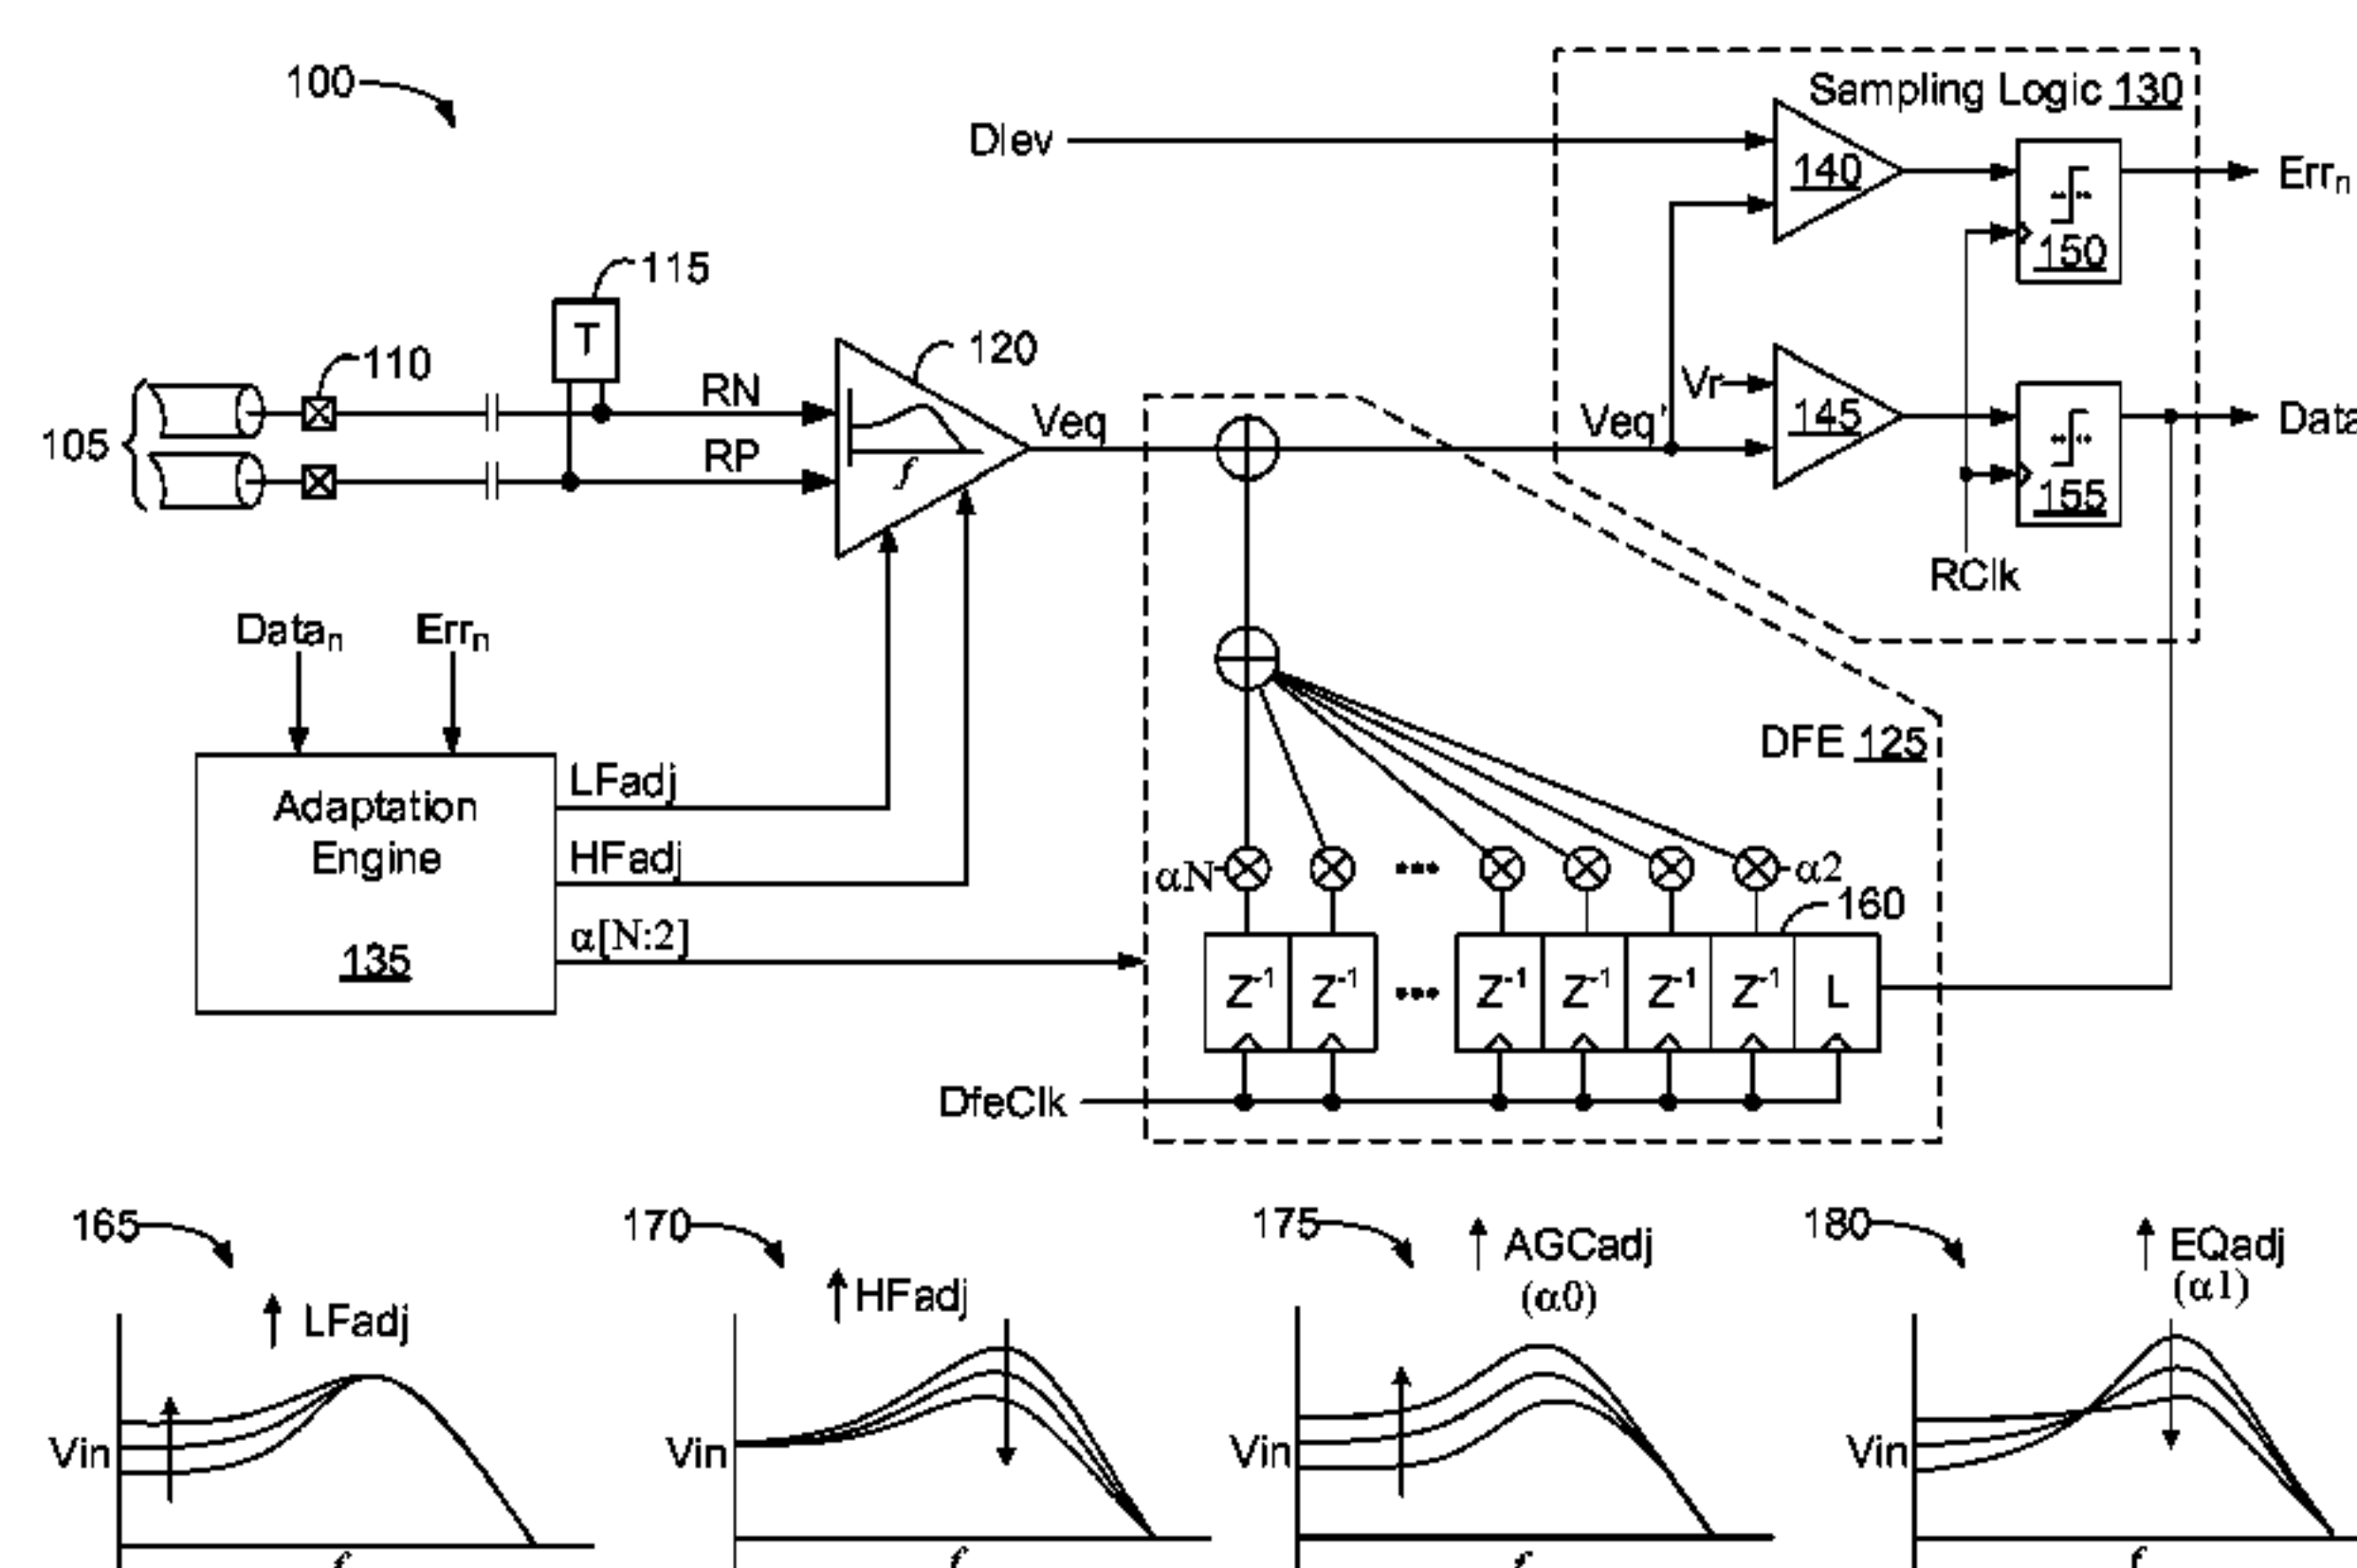 100
Sampling Logic 130
Dlev
140
Errn
150
115
T
110
120
RN
Vr
145
Data
105
Veq
Veq'
RP
f
155
RClk
Datan
Errn
DFE 125
LFadj
Adaptation
Engine
HFadj
αN
α2
160
α[N:2]
135
Z-1 Z-1 ••• Z-1 Z-1 Z-1 Z-1 L
DfeClk
165
170
175
180
AGCadj
(α0)
EQadj
(α1)
HFadj
LFadj
Vin
Vin
Vin
Vin
f
f
f
f